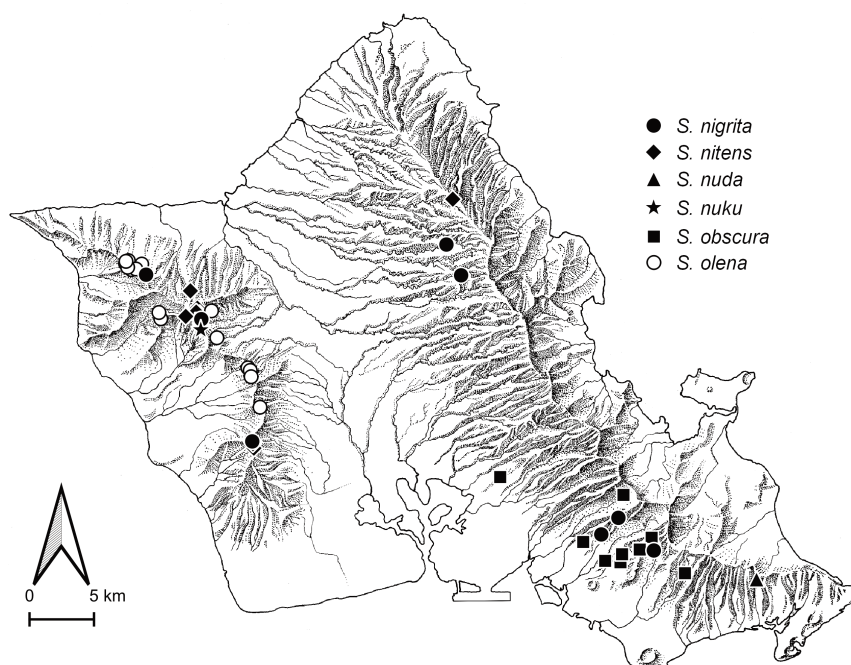 S. nigrita
S. nitens
S. nuda
S. nuku
S. obscura
S. olena
0 5 km